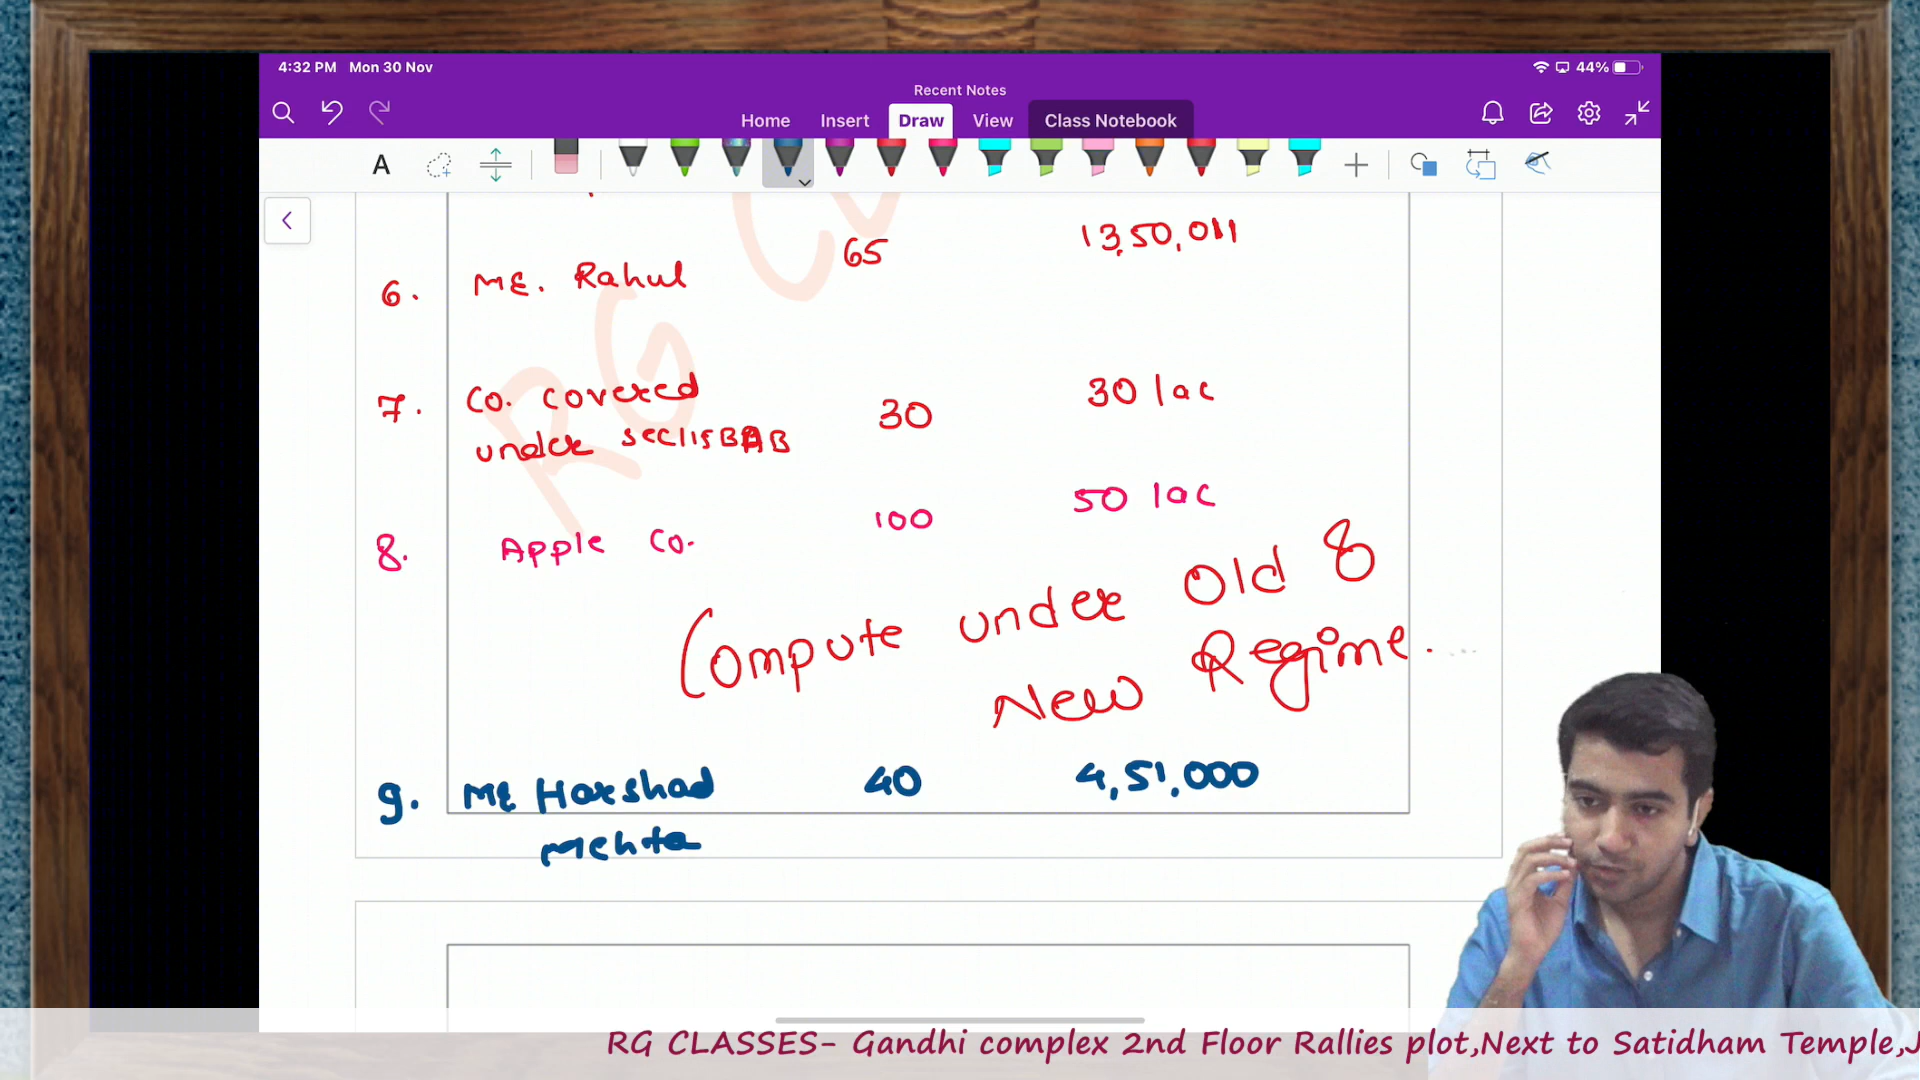 4:32 PM Mon 30 Nov
44%
Recent Notes
Home Insert Draw View Class Notebook
A
RG CL
6. Mr. Rahul 65 13,50,011
7. Co. covered 30 30 lac
under sec115BAB
8. Apple Co. 100 50 lac
Compute under Old &
New Regime.
9. Mr Harshad 40 4,51,000
Mehta
RG CLASSES- Gandhi complex 2nd Floor Rallies plot,Next to Satidham Temple,J